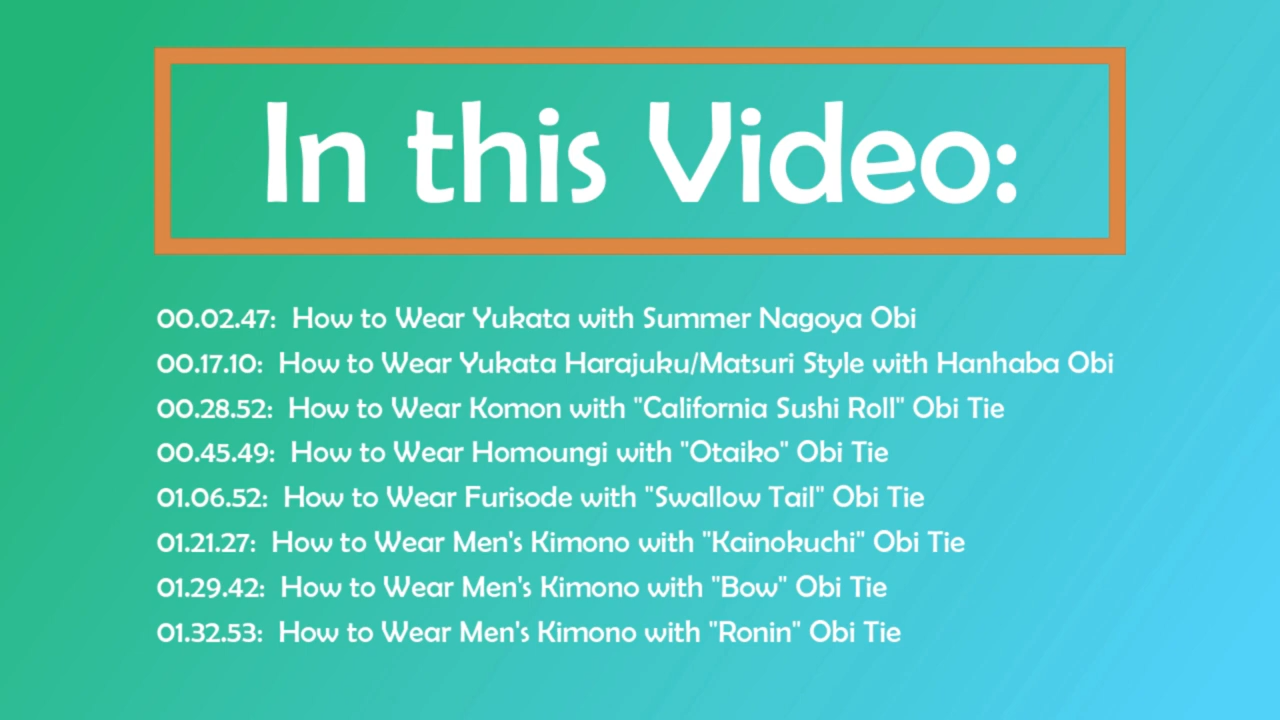 In this Video:
00.02.47: How to Wear Yukata with Summer Nagoya Obi
00.17.10: How to Wear Yukata Harajuku/Matsuri Style with Hanhaba Obi
00.28.52: How to Wear Komon with "California Sushi Roll" Obi Tie
00.45.49: How to Wear Homoungi with "Otaiko" Obi Tie
01.06.52: How to Wear Furisode with "Swallow Tail" Obi Tie
01.21.27: How to Wear Men's Kimono with "Kainokuchi" Obi Tie
01.29.42: How to Wear Men's Kimono with "Bow" Obi Tie
01.32.53: How to Wear Men's Kimono with "Ronin" Obi Tie